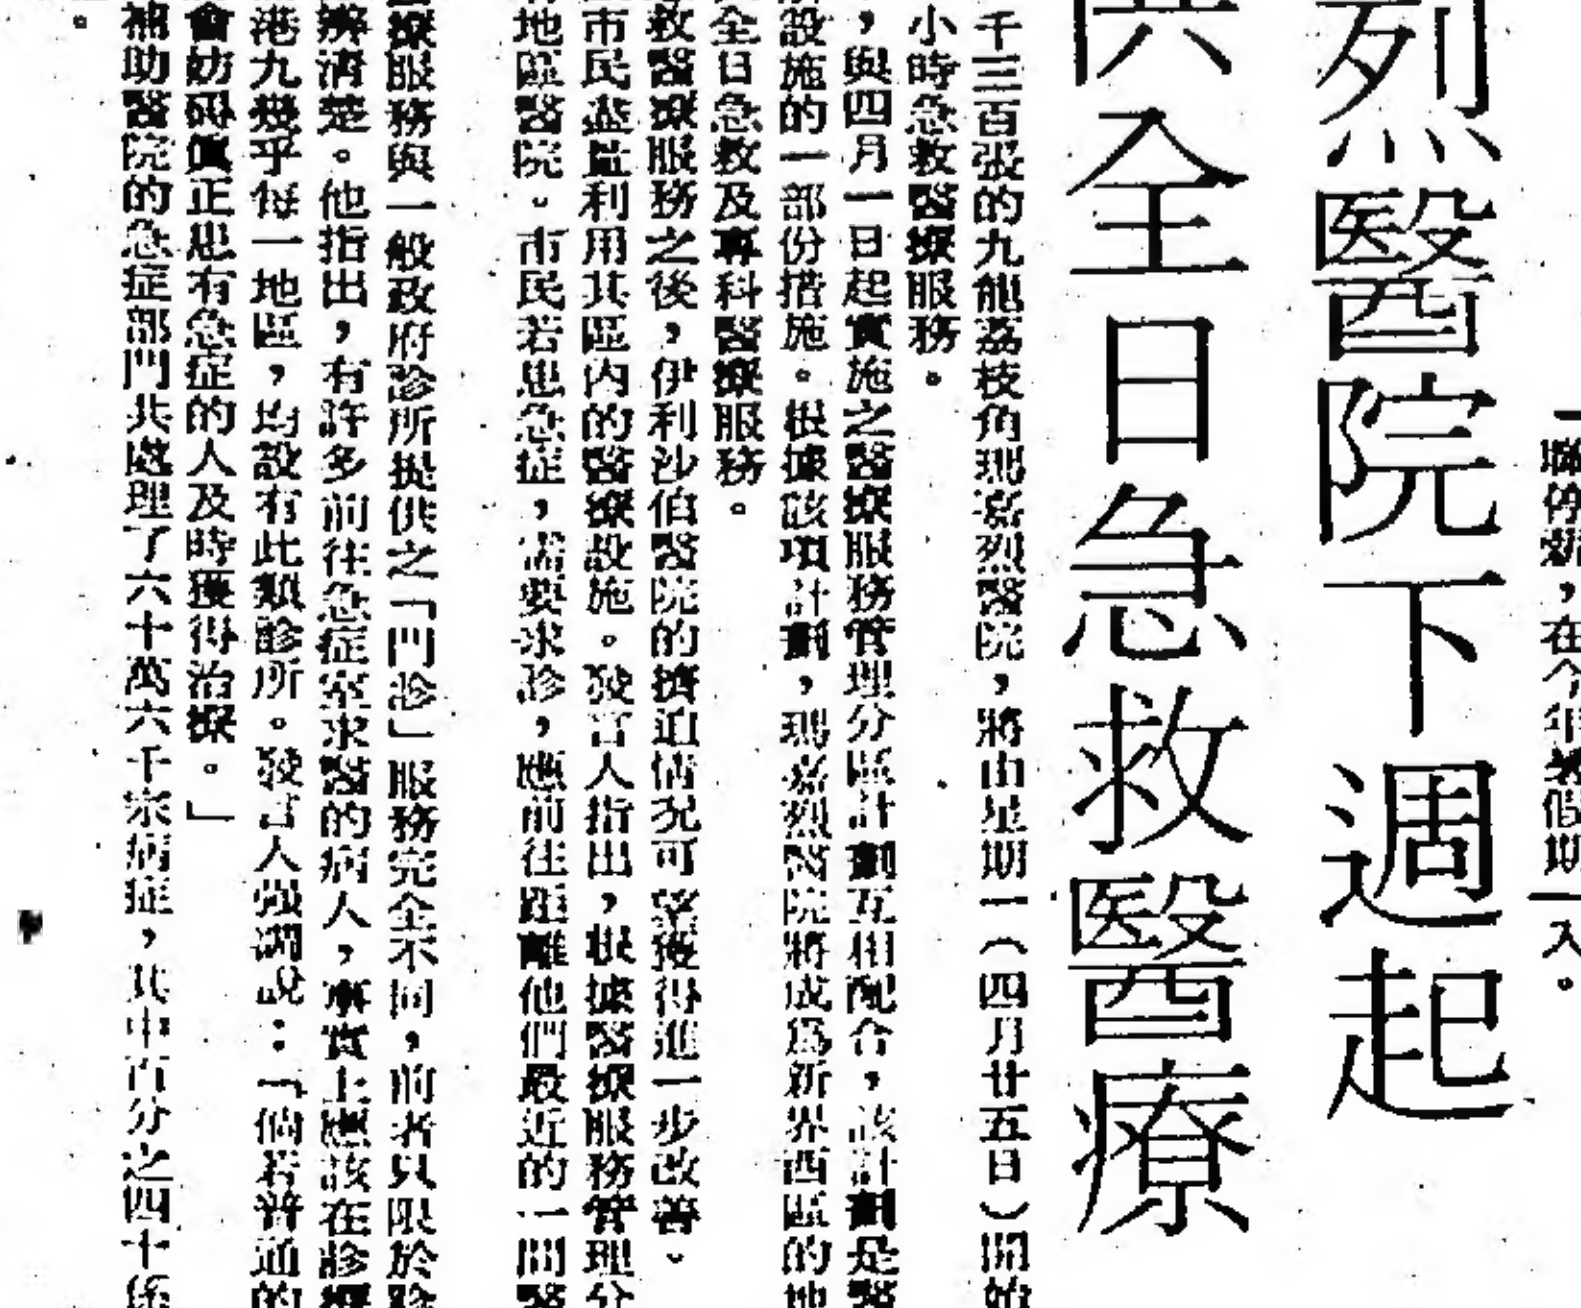 聯停薪，在今年暑假期
入。
烈醫院下週起
供全日急救醫療
千三百張的九龍荔枝角瑪嘉烈醫院，將由星期一（四月廿五日）開始
小時急救醫療服務。
，與四月一日起實施之醫療服務管理分區計劃互相配合，該計劃是醫
設施的一部份措施。根據該項計劃，瑪嘉烈醫院將成爲新界西區的地
全日急救及專科醫療服務。
救醫療服務之後，伊利沙伯醫院的擠迫情況可望獲得進一步改善。
市民盡量利用其區內的醫療設施。發言人指出，根據醫療服務管理分
地區醫院。市民若患急症，需要求診，應前往距離他們最近的一間醫
療服務與一般政府診所提供之「門診」服務完全不同，前者只限於診
辨清楚。他指出，有許多前往急症室求醫的病人，事實上應該在診療
港九幾乎每一地區，均設有此類診所。發言人強調說：「倘若普通的
會妨碍眞正患有急症的人及時獲得治療。」
補助醫院的急症部門共處理了六十萬六千宗病症，其中百分之四十係
。